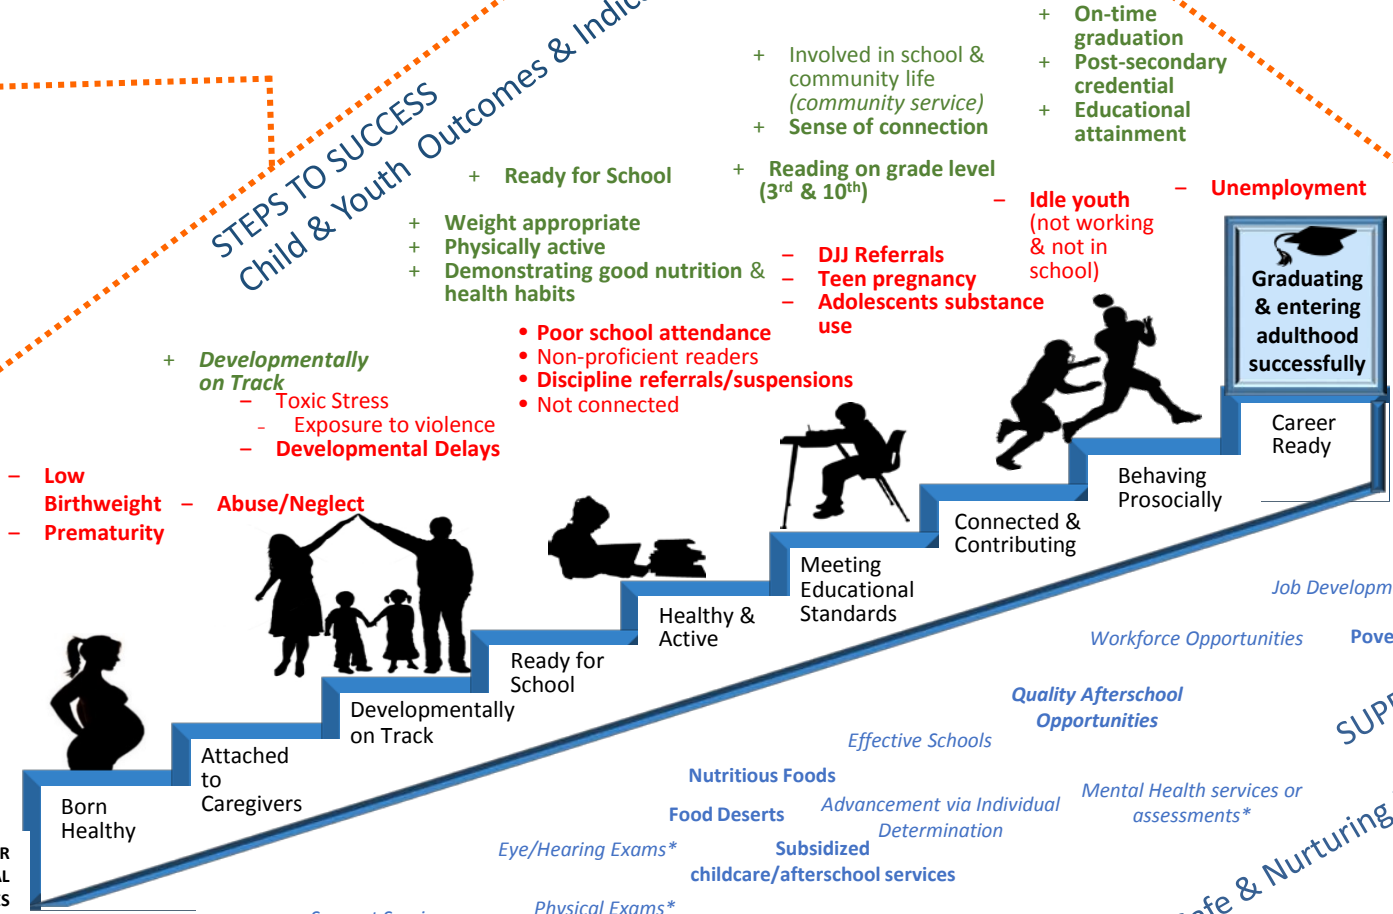 STEPS TO SUCCESS
Child & Youth Outcomes &
+ On-time
graduation
+ Post-secondary
credential
+ Educational
attainment
+ Involved in school &
community life
(community service)
+ Sense of connection
+ Reading on grade level
(3rd & 10th)
+ Ready for School
+ Weight appropriate
+ Physically active
+ Demonstrating good nutrition &
health habits
+ Developmentally
on Track
– Unemployment
– Idle youth
(not working
& not in
school)
– DJJ Referrals
– Teen pregnancy
– Adolescents substance
use
• Poor school attendance
• Non-proficient readers
• Discipline referrals/suspensions
• Not connected
– Toxic Stress
- Exposure to violence
– Developmental Delays
– Low
Birthweight
– Prematurity
– Abuse/Neglect
Graduating
& entering
adulthood
successfully
Career
Ready
Behaving
Prosocially
Connected &
Contributing
Meeting
Educational
Standards
Healthy &
Active
Ready for
School
Developmentally
on Track
Attached
to
Caregivers
Born
Healthy
Job
Workforce Opportunities
Quality Afterschool
Opportunities
Effective Schools
Nutritious Foods
Food Deserts
Advancement via Individual
Determination
Mental Health services or
assessments*
Eye/Hearing Exams*
Subsidized
childcare/afterschool services
Physical Exams*
& Nurturing